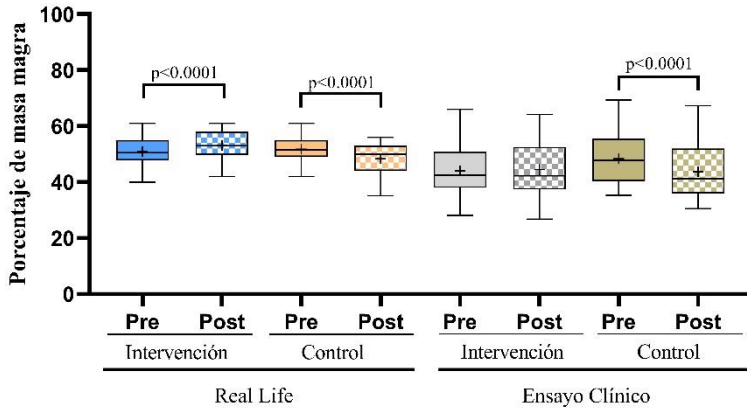 100
80
60
40
20
0
Porcentaje de masa magra
p<0.0001
p<0.0001
p<0.0001
Pre Post Pre Post Pre Post Pre Post
Intervención Control Intervención Control
Real Life Ensayo Clínico